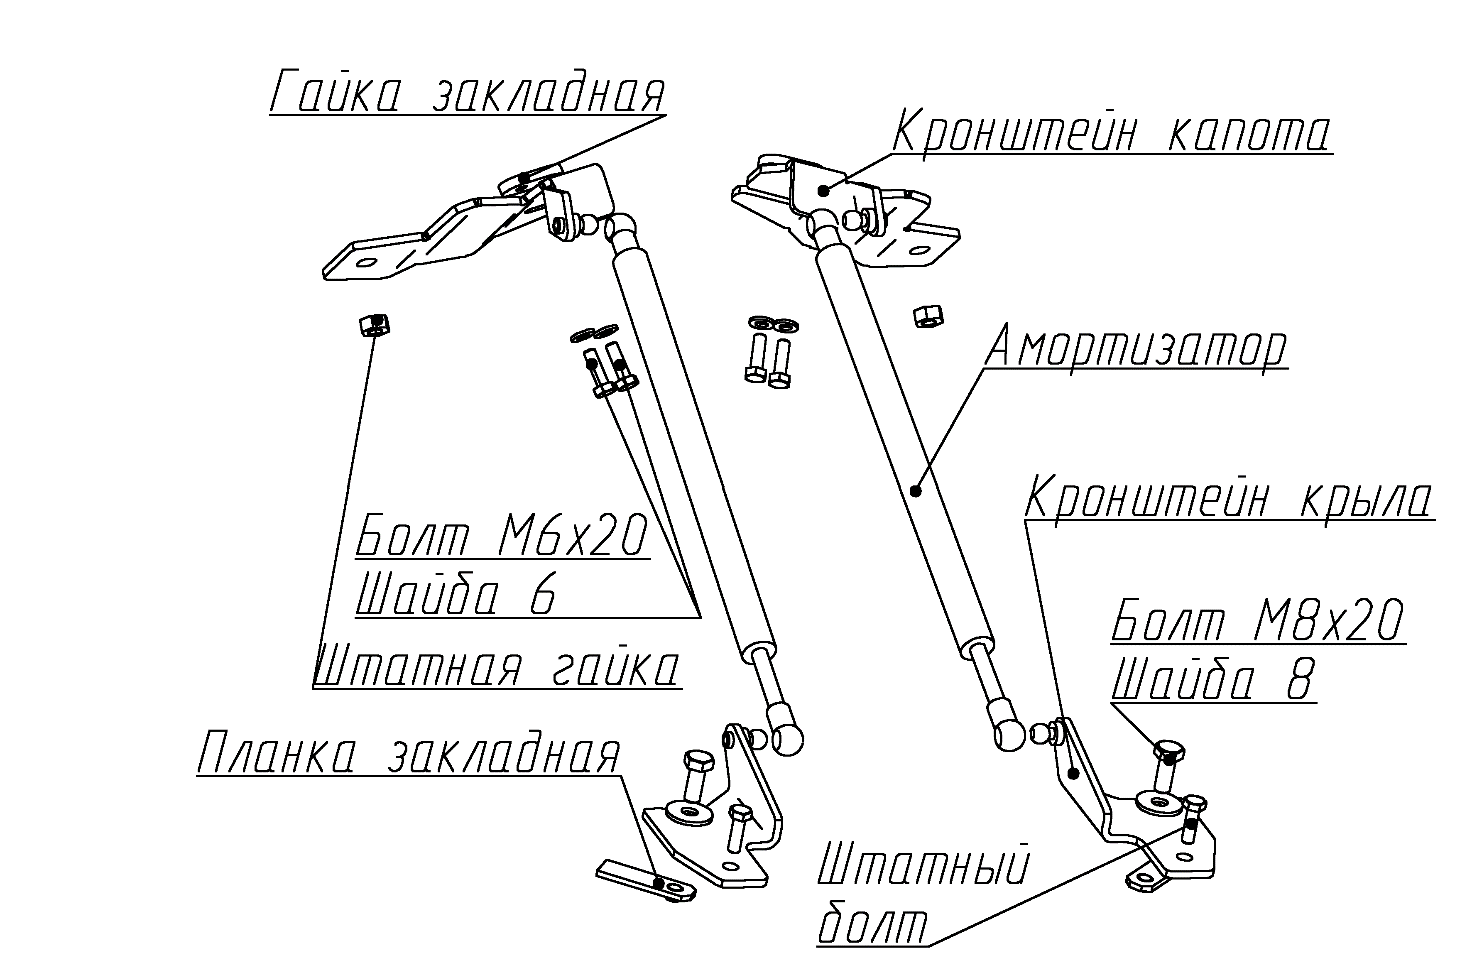 Гайка закладная
Кронштейн капота
Амортизатор
Кронштейн крыла
Болт М6х20
Шайба 6
Штатная гайка
Болт М8х20
Шайба 8
Планка закладная
Штатный
болт